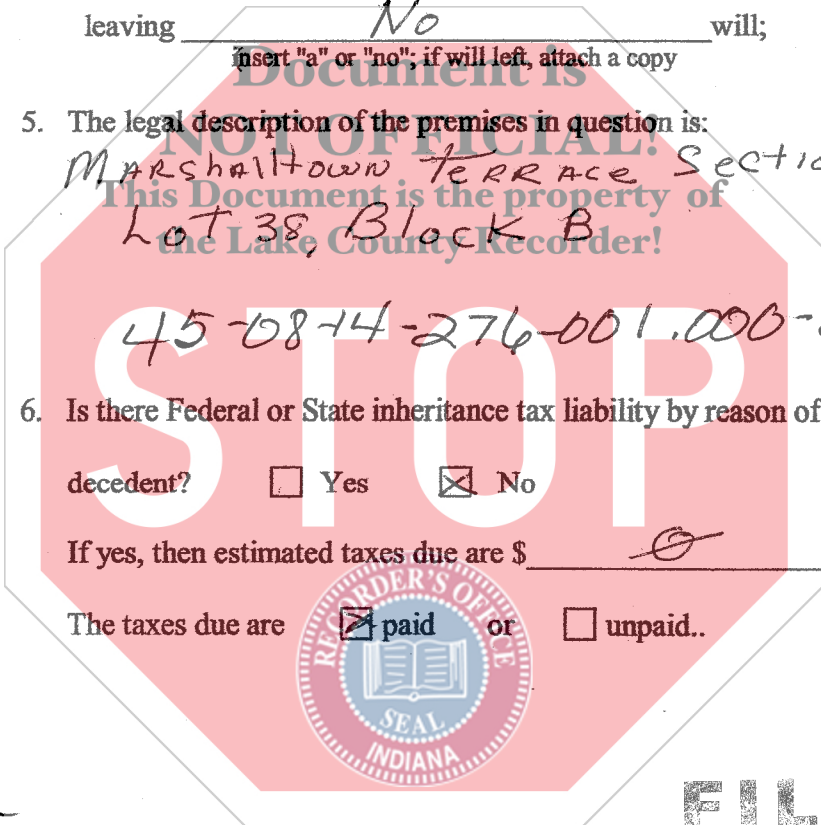 leaving No will;
insert "a" or "no"; if will left, attach a copy
Document is
5. The legal description of the premises in question is:
NOT OFFICIAL!
Marshalltown Terrace Sectio
This Document is the property of
Lot 38, Block B
the Lake County Recorder!
45-08-14-276-001.000-
STOP
6. Is there Federal or State inheritance tax liability by reason of
decedent? ☐ Yes ☒ No
If yes, then estimated taxes due are $ 0
The taxes due are ☒ paid or ☐ unpaid..
RECORDER'S OFFICE
SEAL
INDIANA
FIL